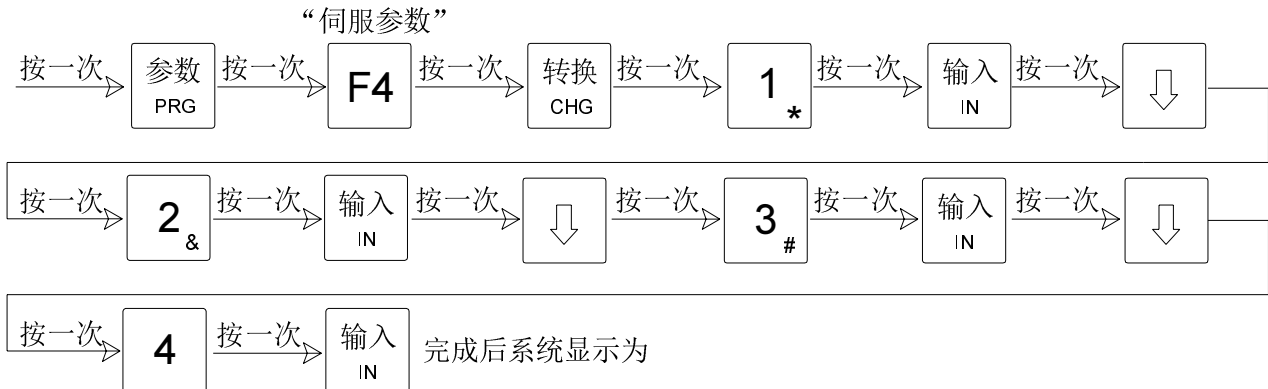 “伺服参数”
按一次 参数 PRG 按一次 F4 按一次 转换 CHG 按一次 1 * 按一次 输入 IN 按一次
按一次 2 & 按一次 输入 IN 按一次 按一次 3 # 按一次 输入 IN 按一次
按一次 4 按一次 输入 IN 完成后系统显示为